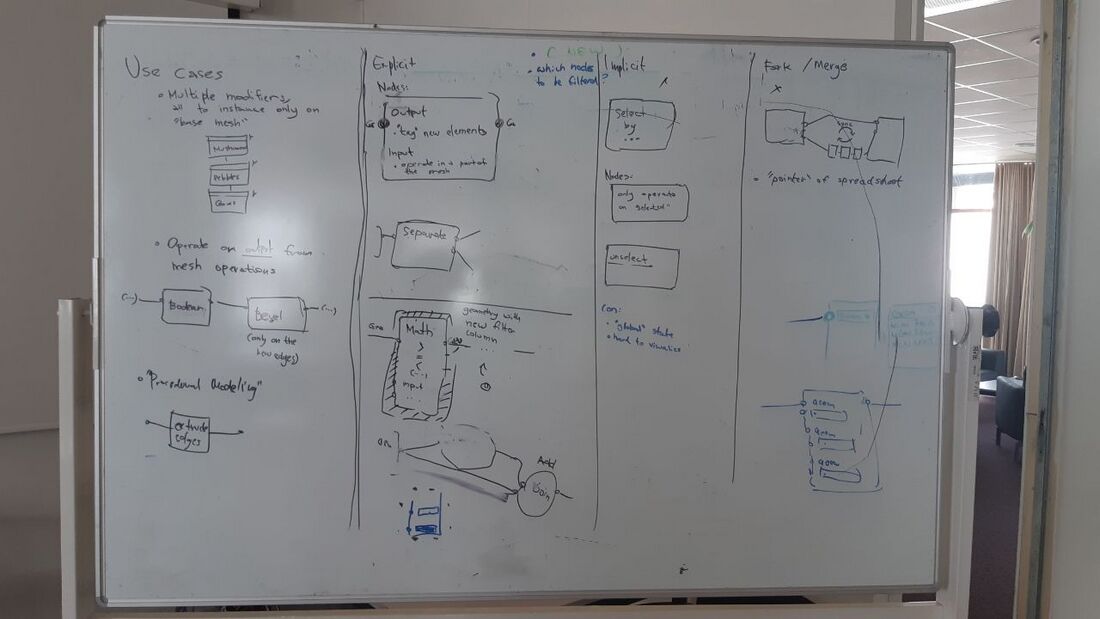 Use Cases
• Multiple modifiers,
all to instance only on
"base mesh"
Mushroom
Pebbles
• Operate on output from
mesh operations
(...)
Boolean
Bevel
(...)
(only on the
new edges)
• "Procedural Modeling"
extrude
edges
Explicit
Nodes:
Output
• "tag" new elements
Input
• operate in a part of
the mesh
Geo
Geo
Separate
Geo
Math
>
=
<
input
...
geometry with
new filter
column
...
Geo
Add
Join
• which nodes
to be filtered?
Implicit
Select
by
...
Nodes:
"only operate
on selected"
unselect
Con:
• "global" state
• hard to visualize
Fork / Merge
sync
• "pointer" of spreadsheet
geom
geom
geom